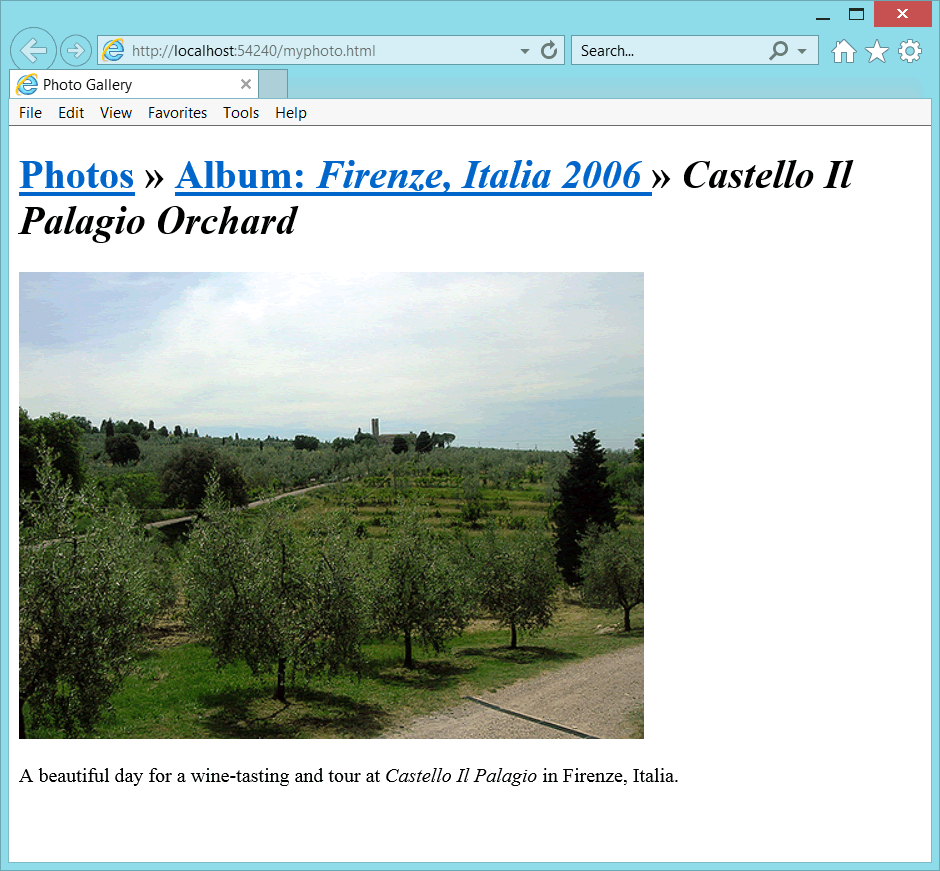 http://localhost:54240/myphoto.html
Search...
Photo Gallery
File Edit View Favorites Tools Help
Photos » Album: Firenze, Italia 2006 » Castello Il
Palagio Orchard
A beautiful day for a wine-tasting and tour at Castello Il Palagio in Firenze, Italia.